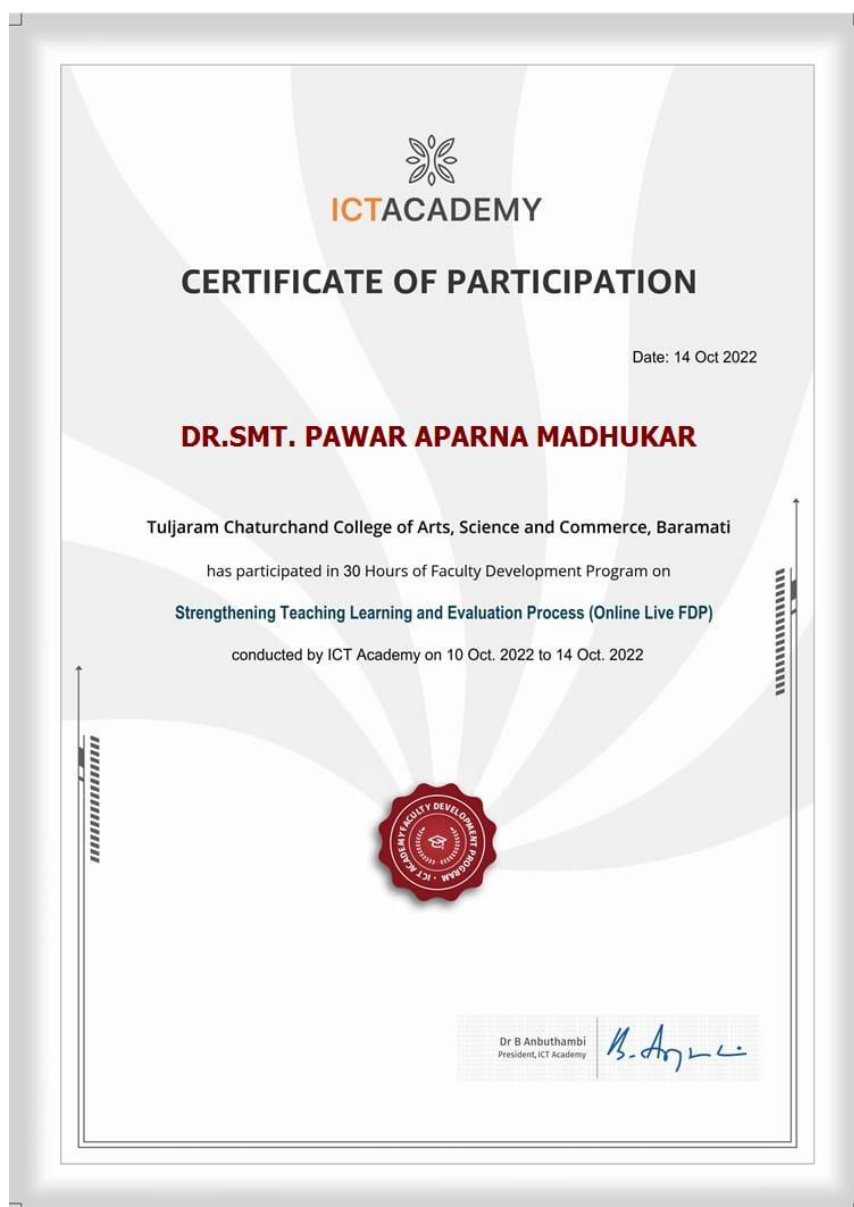 ICTACADEMY
CERTIFICATE OF PARTICIPATION
Date: 14 Oct 2022
DR.SMT. PAWAR APARNA MADHUKAR
Tuljaram Chaturchand College of Arts, Science and Commerce, Baramati
has participated in 30 Hours of Faculty Development Program on
Strengthening Teaching Learning and Evaluation Process (Online Live FDP)
conducted by ICT Academy on 10 Oct. 2022 to 14 Oct. 2022
ICT ACADEMY FACULTY DEVELOPMENT PROGRAM
Dr B Anbuthambi
President, ICT Academy